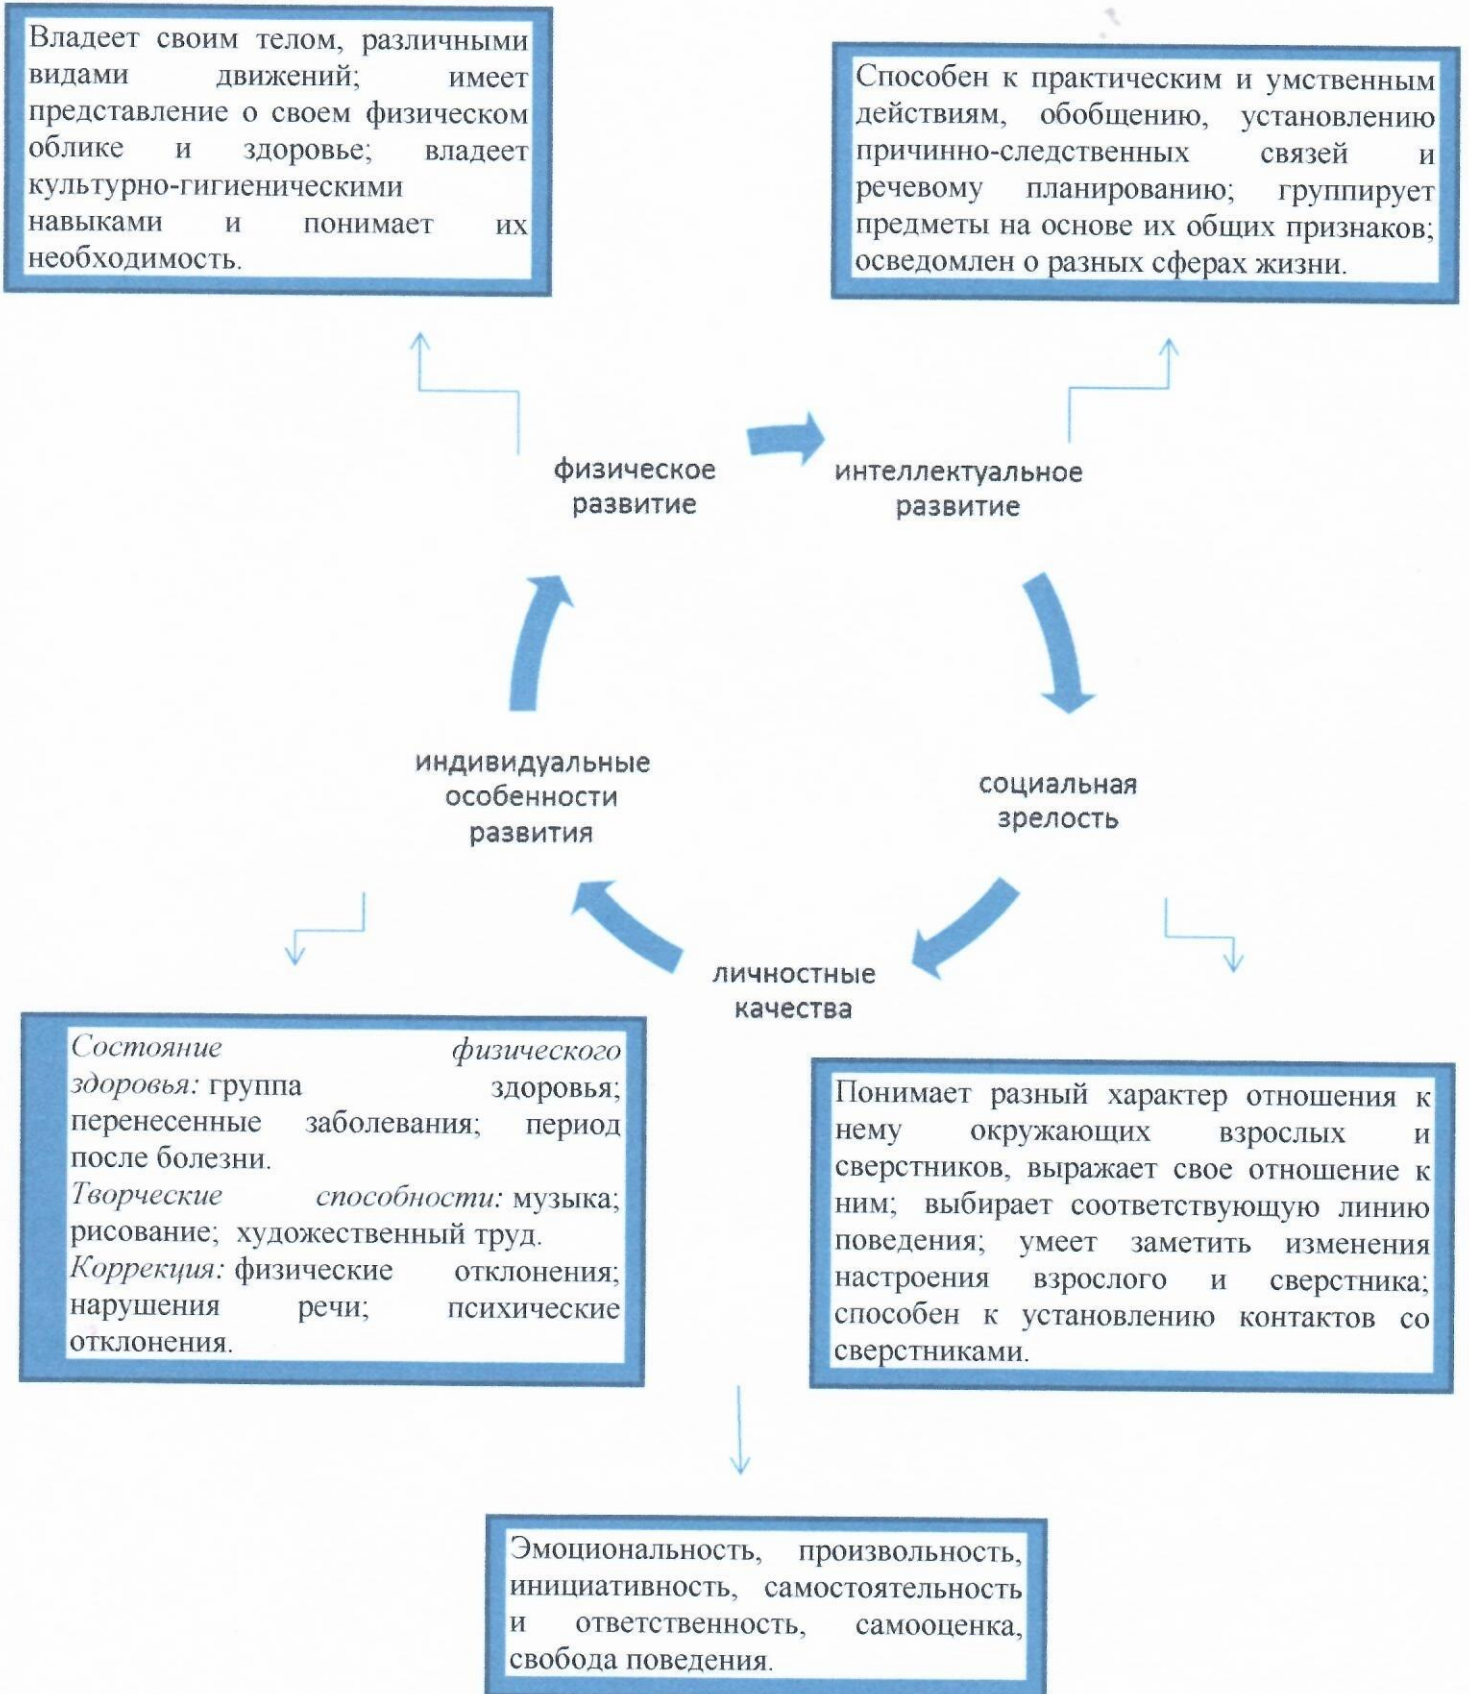 Владеет своим телом, различными
видами движений; имеет
представление о своем физическом
облике и здоровье; владеет
культурно-гигиеническими
навыками и понимает их
необходимость.
Способен к практическим и умственным
действиям, обобщению, установлению
причинно-следственных связей и
речевому планированию; группирует
предметы на основе их общих признаков;
осведомлен о разных сферах жизни.
физическое
развитие
интеллектуальное
развитие
индивидуальные
особенности
развития
социальная
зрелость
личностные
качества
Состояние физического
здоровья: группа здоровья;
перенесенные заболевания; период
после болезни.
Творческие способности: музыка;
рисование; художественный труд.
Коррекция: физические отклонения;
нарушения речи; психические
отклонения.
Понимает разный характер отношения к
нему окружающих взрослых и
сверстников, выражает свое отношение к
ним; выбирает соответствующую линию
поведения; умеет заметить изменения
настроения взрослого и сверстника;
способен к установлению контактов со
сверстниками.
Эмоциональность, произвольность,
инициативность, самостоятельность
и ответственность, самооценка,
свобода поведения.